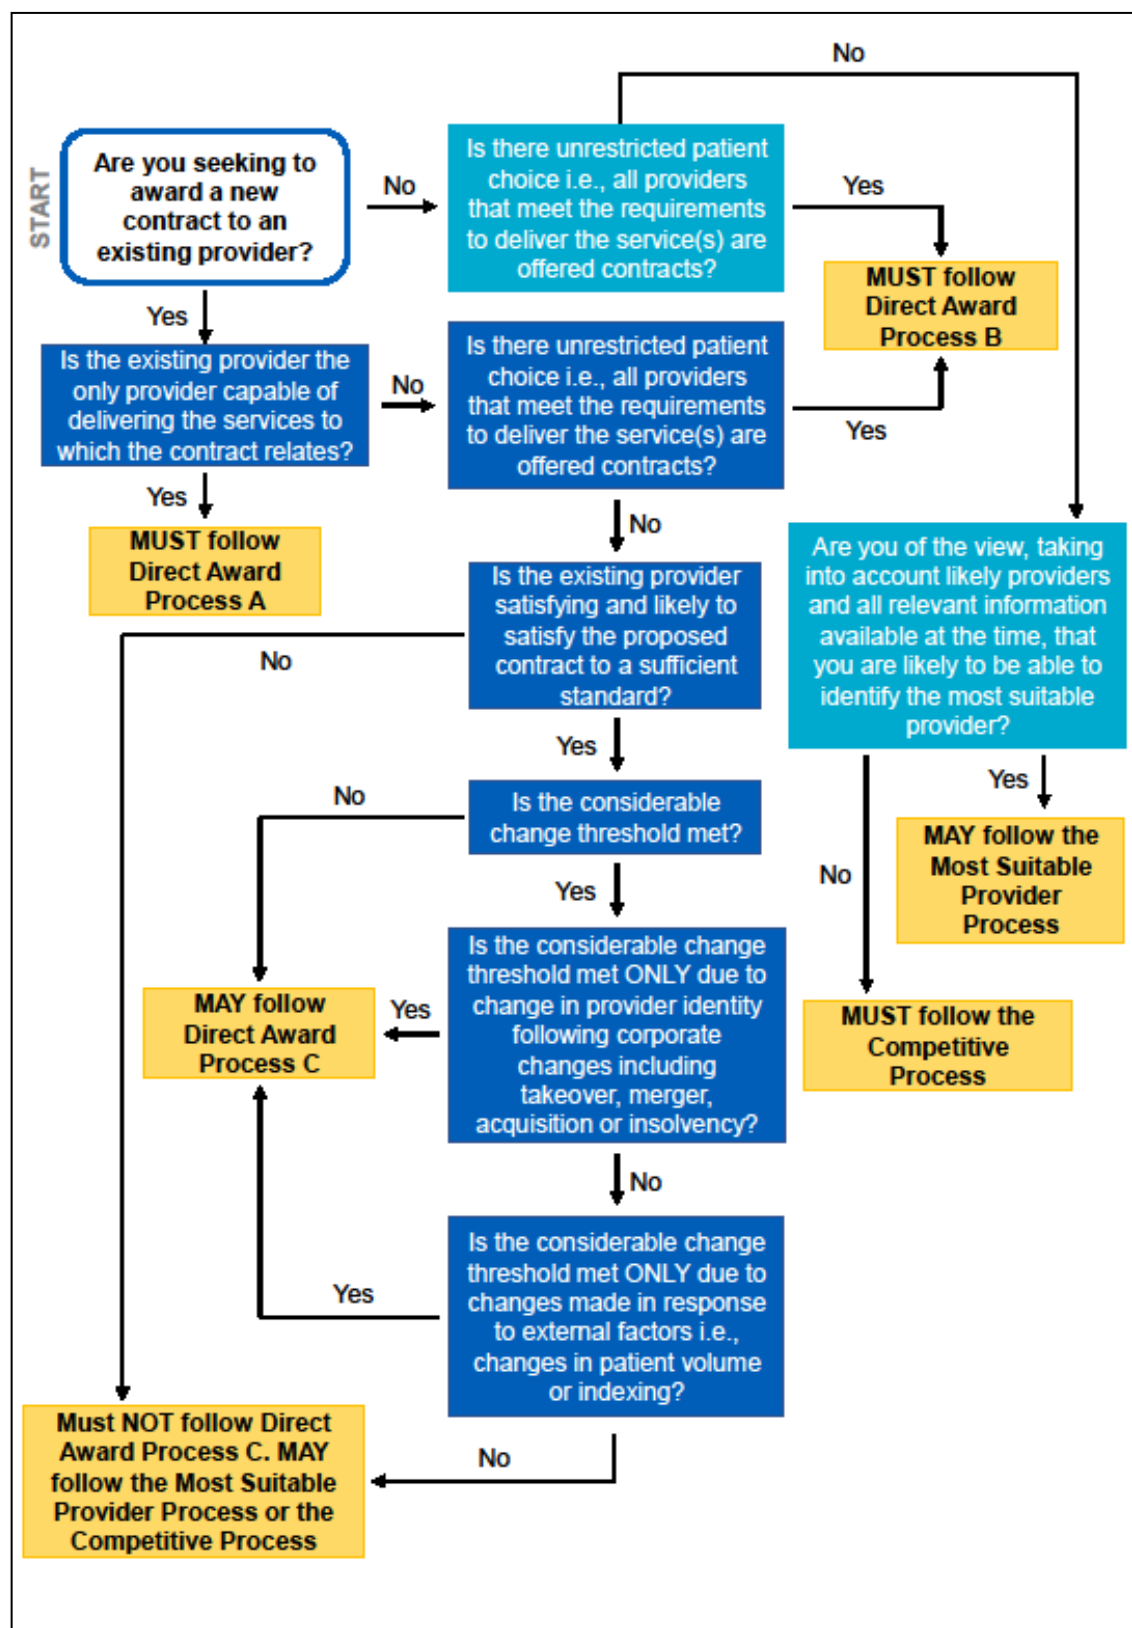 No
START
Are you seeking to
award a new
contract to an
existing provider?
No
Is there unrestricted patient
choice i.e., all providers
that meet the requirements
to deliver the service(s) are
offered contracts?
Yes
MUST follow
Direct Award
Process B
Yes
Is the existing provider the
only provider capable of
delivering the services to
which the contract relates?
No
Is there unrestricted patient
choice i.e., all providers
that meet the requirements
to deliver the service(s) are
offered contracts?
Yes
Yes
MUST follow
Direct Award
Process A
No
Is the existing provider
satisfying and likely to
satisfy the proposed
contract to a sufficient
standard?
No
Are you of the view, taking
into account likely providers
and all relevant information
available at the time, that
you are likely to be able to
identify the most suitable
provider?
Yes
Yes
MAY follow the
Most Suitable
Provider
Process
No
MUST follow the
Competitive
Process
Is the considerable
change threshold met?
No
Yes
Is the considerable change
threshold met ONLY due to
change in provider identity
following corporate
changes including
takeover, merger,
acquisition or insolvency?
Yes
MAY follow
Direct Award
Process C
No
Is the considerable change
threshold met ONLY due to
changes made in response
to external factors i.e.,
changes in patient volume
or indexing?
Yes
No
Must NOT follow Direct
Award Process C. MAY
follow the Most Suitable
Provider Process or the
Competitive Process